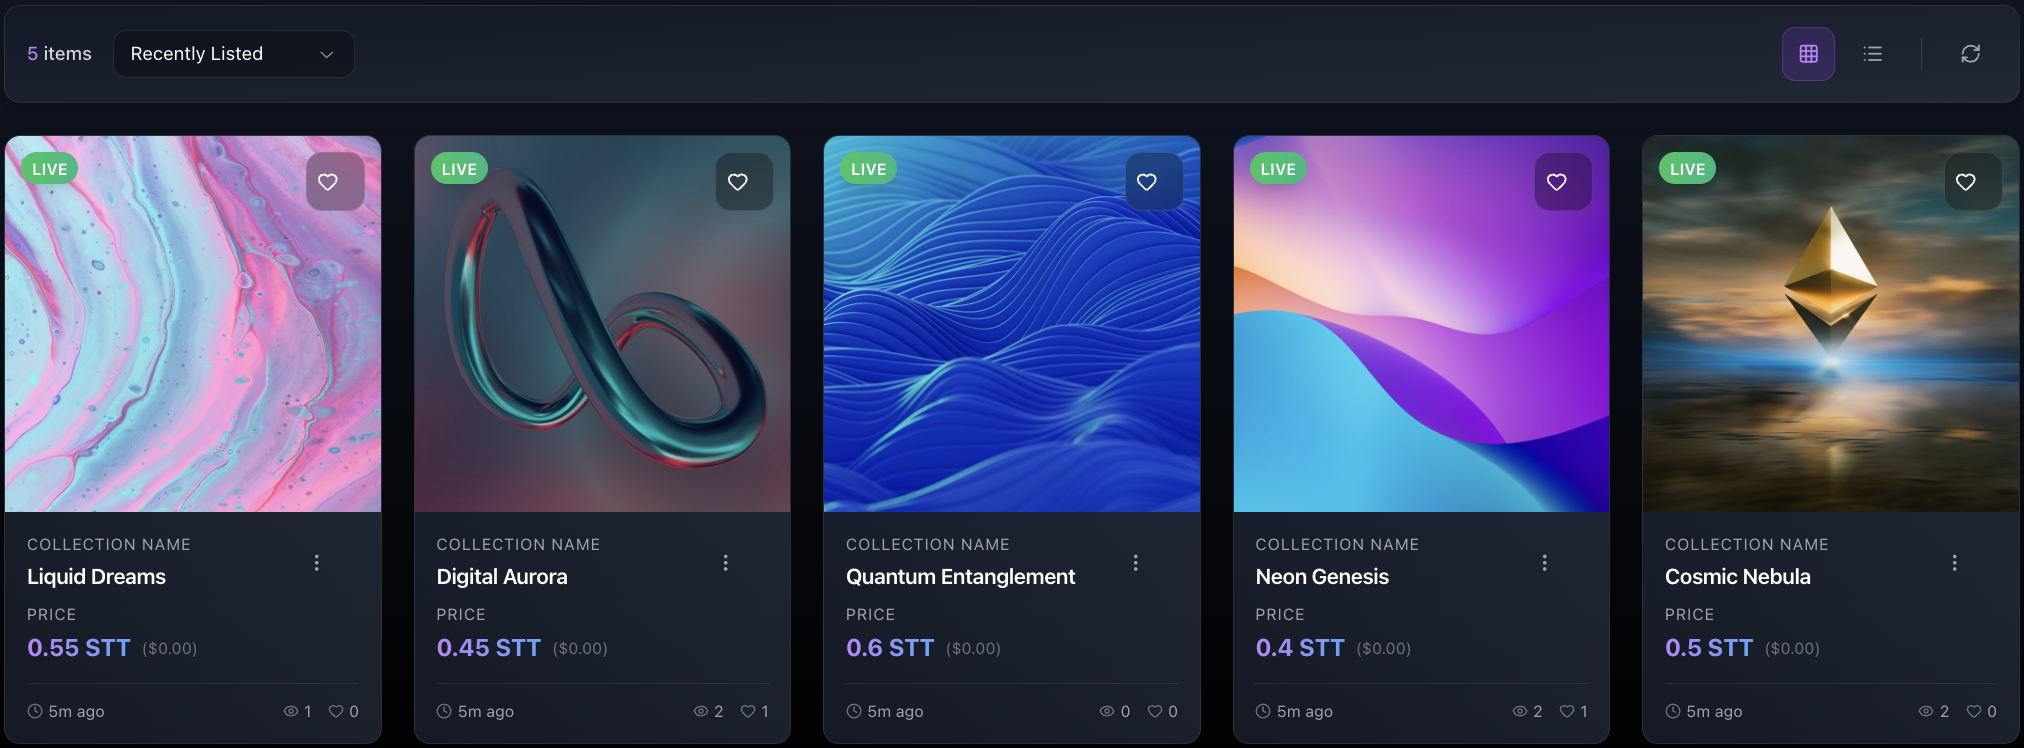 5 items
Recently Listed
LIVE
COLLECTION NAME
Liquid Dreams
PRICE
0.55 STT ($0.00)
5m ago 1 0
LIVE
COLLECTION NAME
Digital Aurora
PRICE
0.45 STT ($0.00)
5m ago 2 1
LIVE
COLLECTION NAME
Quantum Entanglement
PRICE
0.6 STT ($0.00)
5m ago 0 0
LIVE
COLLECTION NAME
Neon Genesis
PRICE
0.4 STT ($0.00)
5m ago 2 1
LIVE
COLLECTION NAME
Cosmic Nebula
PRICE
0.5 STT ($0.00)
5m ago 2 0